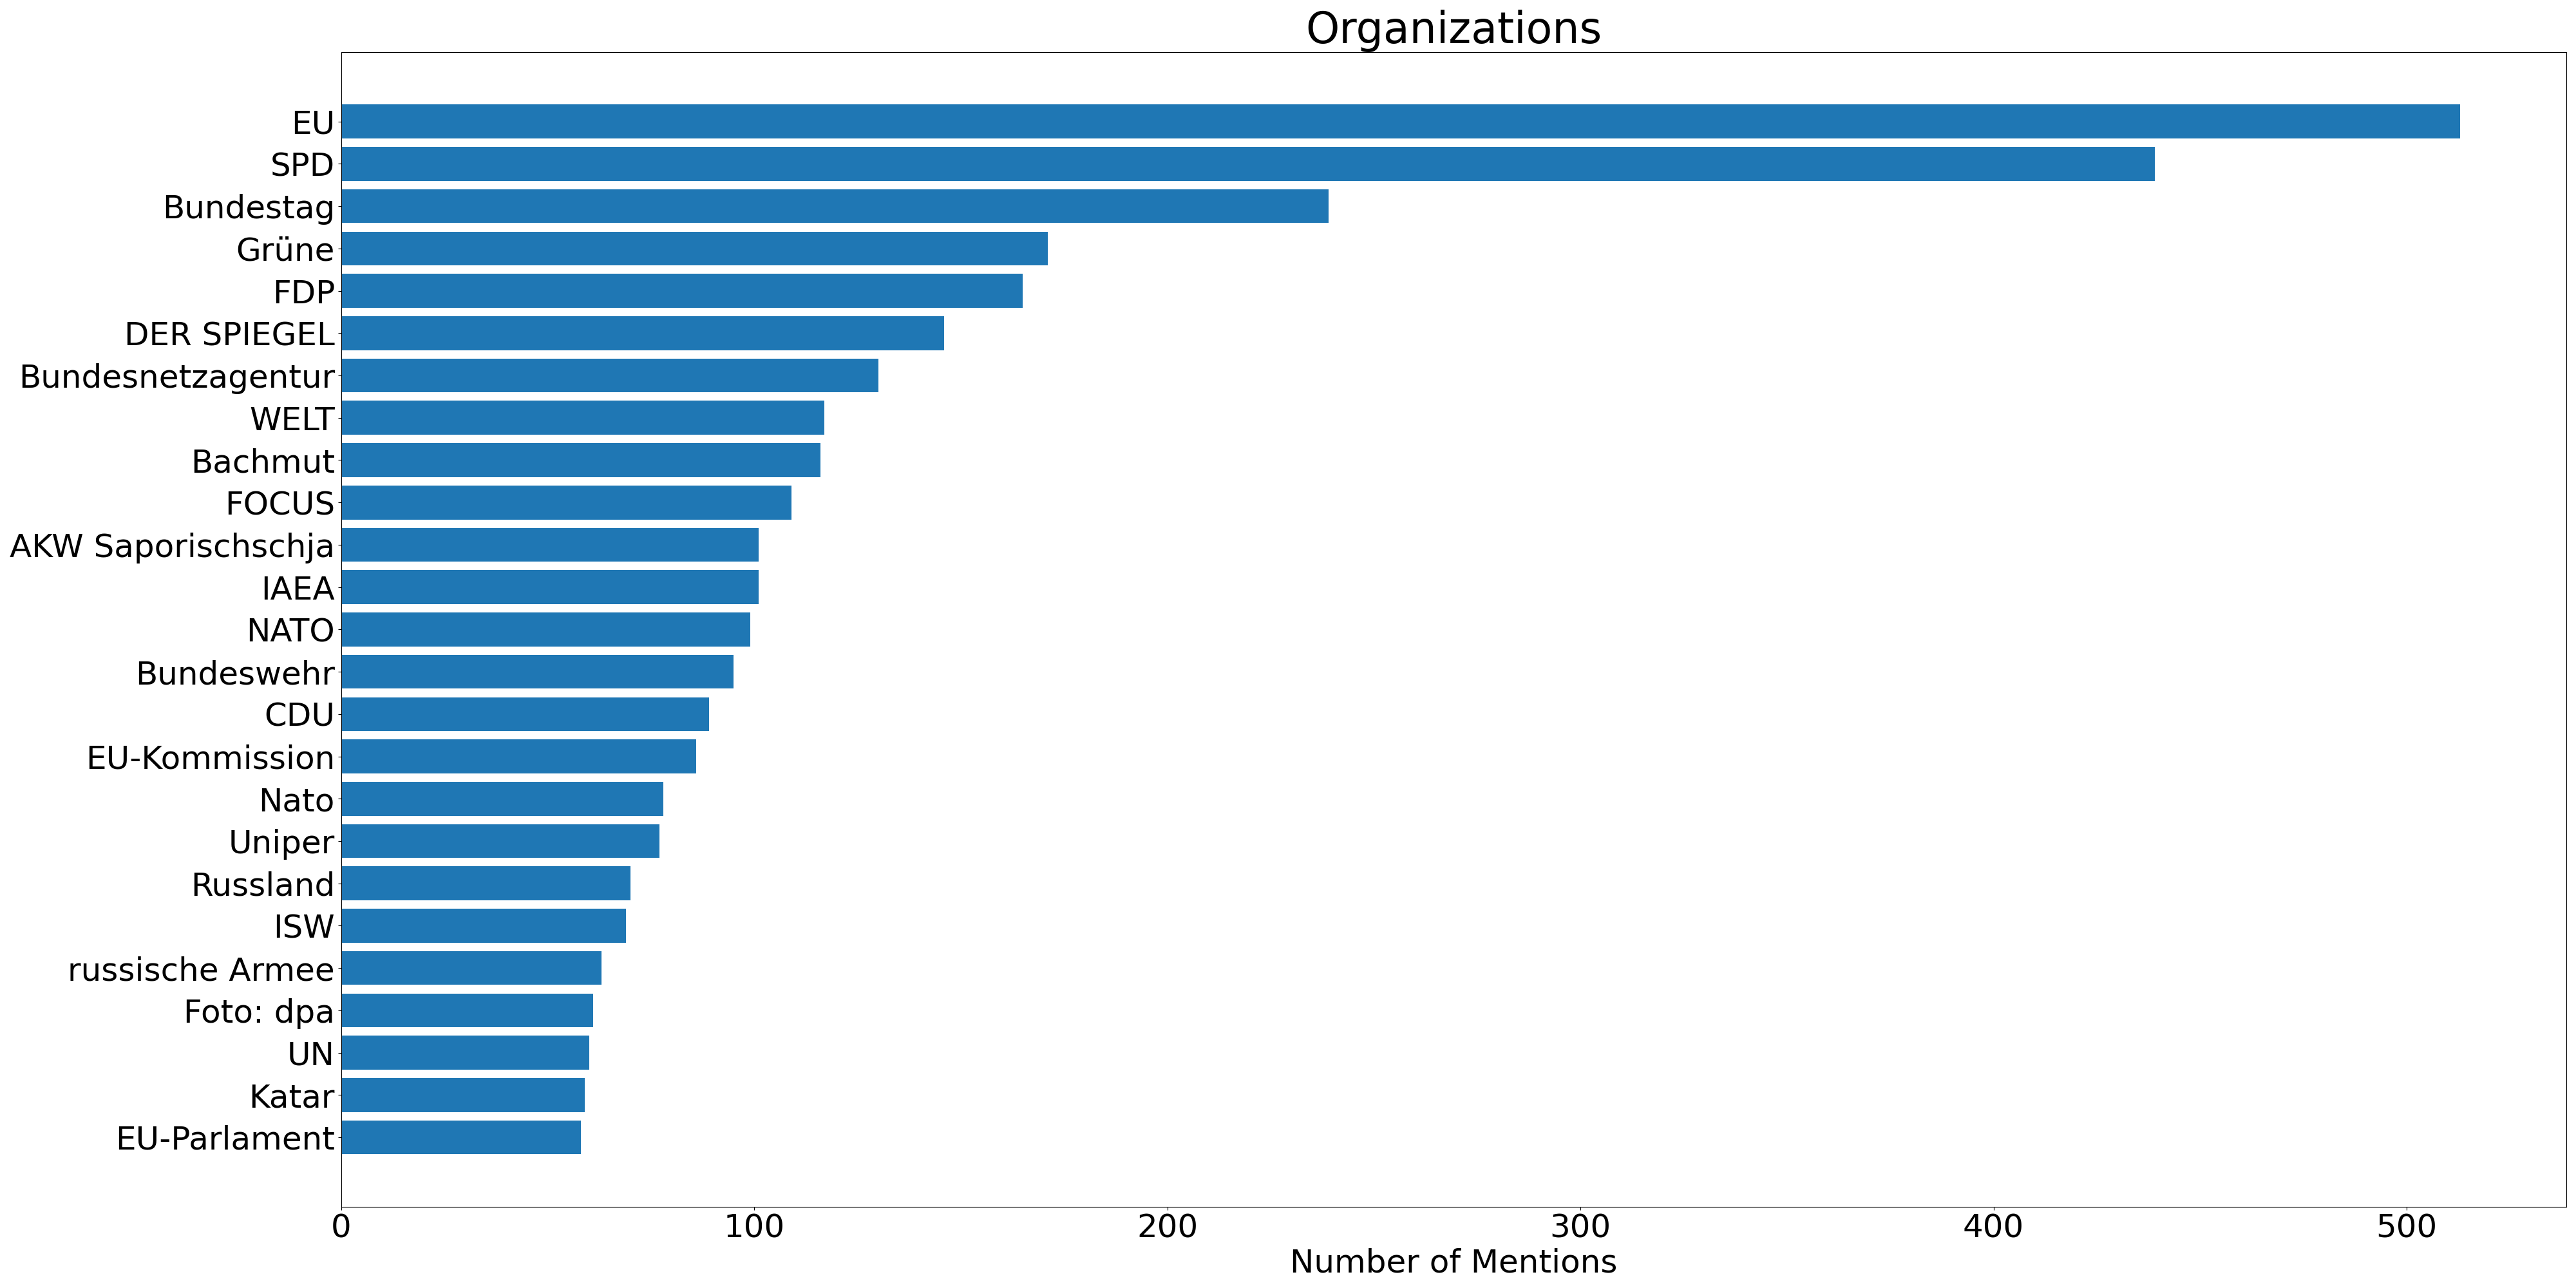 Organizations
EU
SPD
Bundestag
Grüne
FDP
DER SPIEGEL
Bundesnetzagentur
WELT
Bachmut
FOCUS
AKW Saporischschja
IAEA
NATO
Bundeswehr
CDU
EU-Kommission
Nato
Uniper
Russland
ISW
russische Armee
Foto: dpa
UN
Katar
EU-Parlament
0 100 200 300 400 500
Number of Mentions